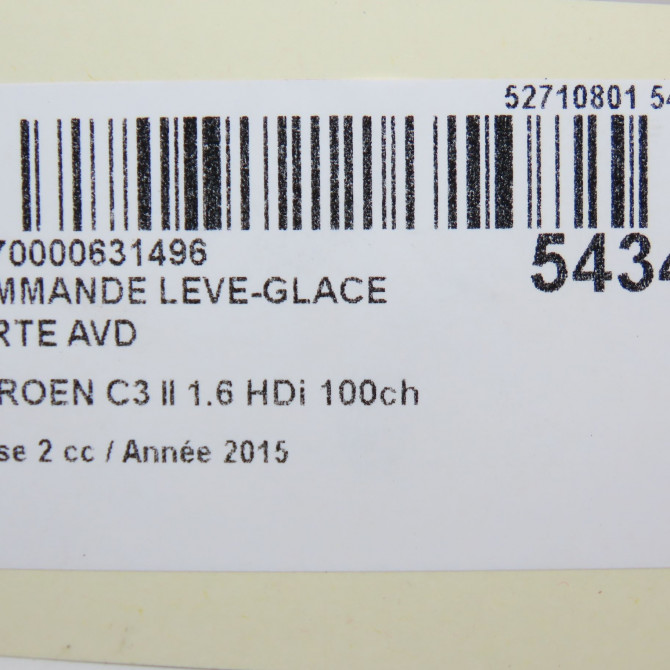 52710801 54
70000631496
5434
MMANDE LEVE-GLACE
RTE AVD
ROEN C3 II 1.6 HDi 100ch
se 2 cc / Année 2015